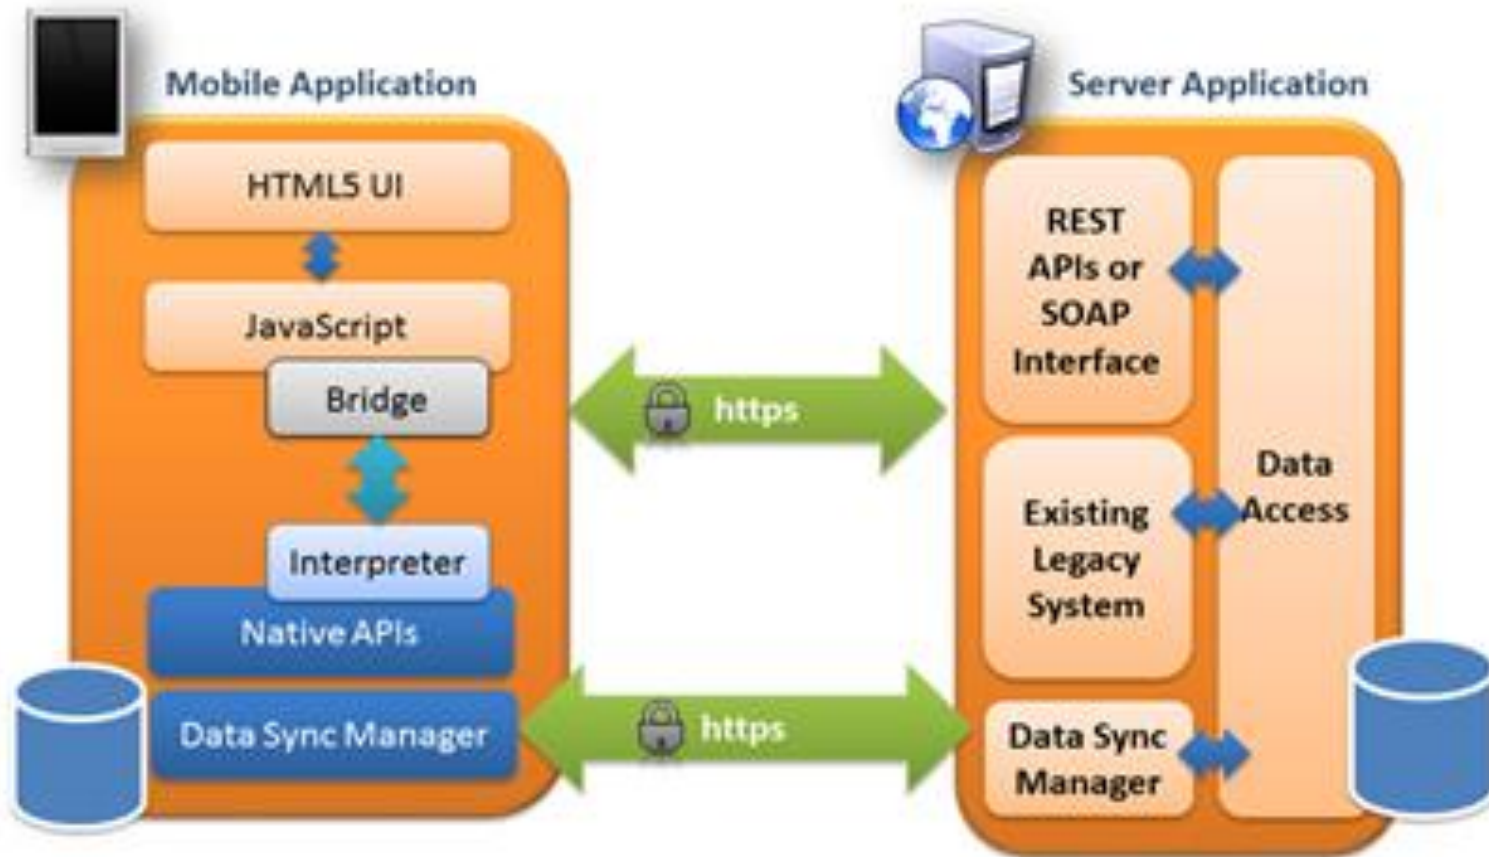 Mobile Application
HTML5 UI
JavaScript
Bridge
Interpreter
Native APIs
Data Sync Manager
https
https
Server Application
REST
APIs or
SOAP
Interface
Existing
Legacy
System
Data Sync
Manager
Data
Access